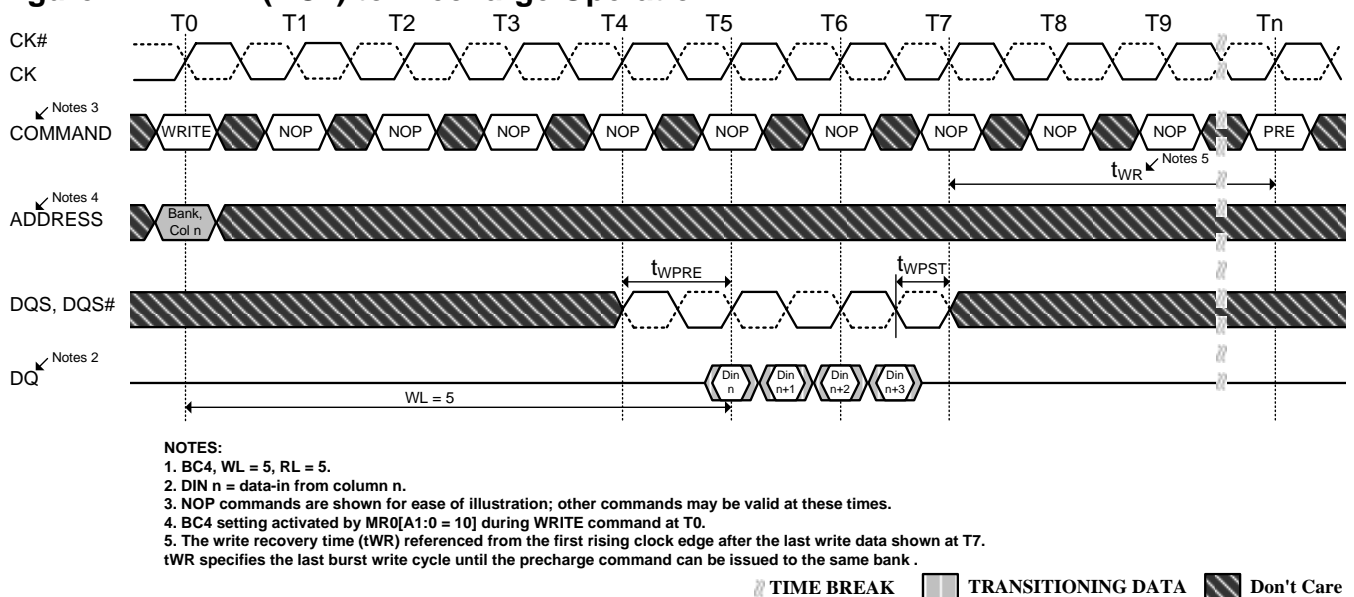 T0 T1 T2 T3 T4 T5 T6 T7 T8 T9 Tn
CK#
CK
Notes 3
COMMAND
WRITE NOP NOP NOP NOP NOP NOP NOP NOP NOP PRE
tWR
Notes 5
Notes 4
ADDRESS
Bank,
Col n
tWPRE
tWPST
DQS, DQS#
Notes 2
DQ
Din Din Din Din
n n+1 n+2 n+3
WL = 5
NOTES:
1. BC4, WL = 5, RL = 5.
2. DIN n = data-in from column n.
3. NOP commands are shown for ease of illustration; other commands may be valid at these times.
4. BC4 setting activated by MR0[A1:0 = 10] during WRITE command at T0.
5. The write recovery time (tWR) referenced from the first rising clock edge after the last write data shown at T7.
tWR specifies the last burst write cycle until the precharge command can be issued to the same bank .
TIME BREAK TRANSITIONING DATA Don't Care